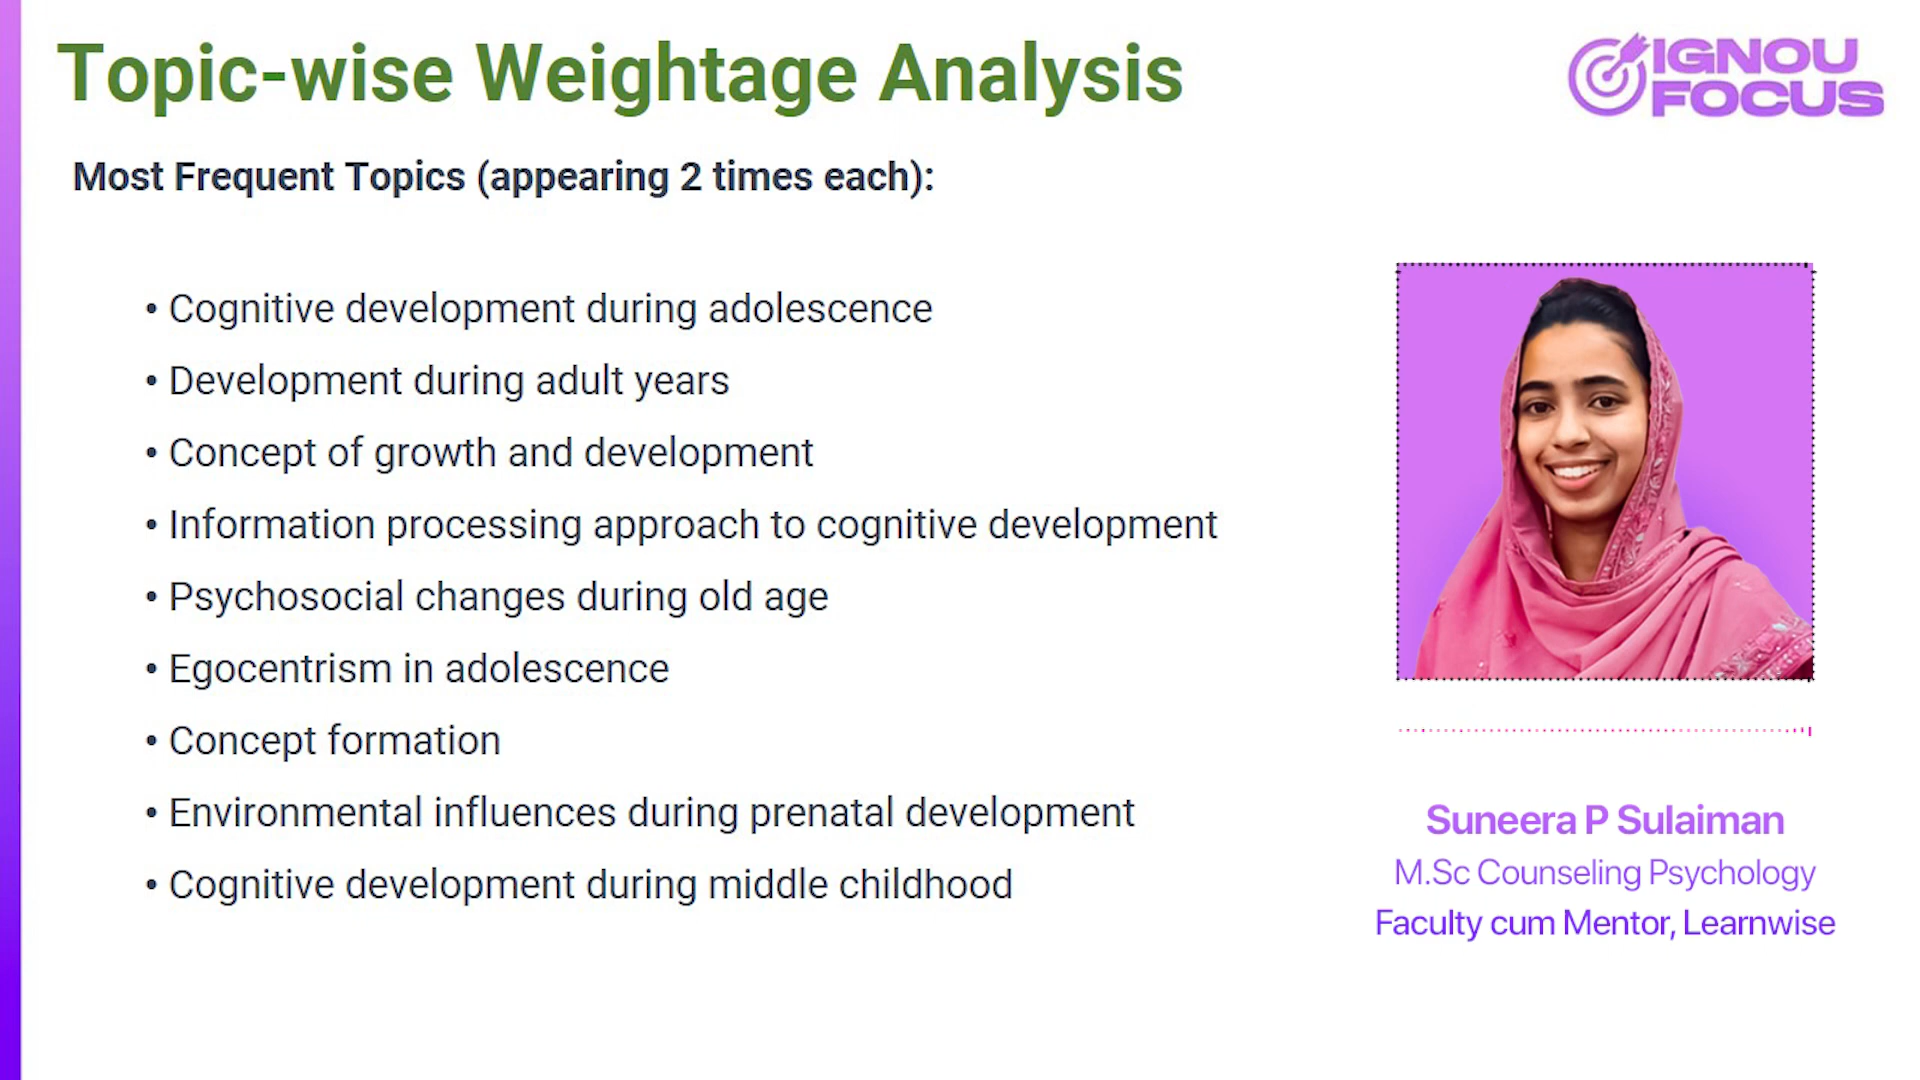 Topic-wise Weightage Analysis
IGNOU
FOCUS
Most Frequent Topics (appearing 2 times each):
• Cognitive development during adolescence
• Development during adult years
• Concept of growth and development
• Information processing approach to cognitive development
• Psychosocial changes during old age
• Egocentrism in adolescence
• Concept formation
• Environmental influences during prenatal development
• Cognitive development during middle childhood
Suneera P Sulaiman
M.Sc Counseling Psychology
Faculty cum Mentor, Learnwise